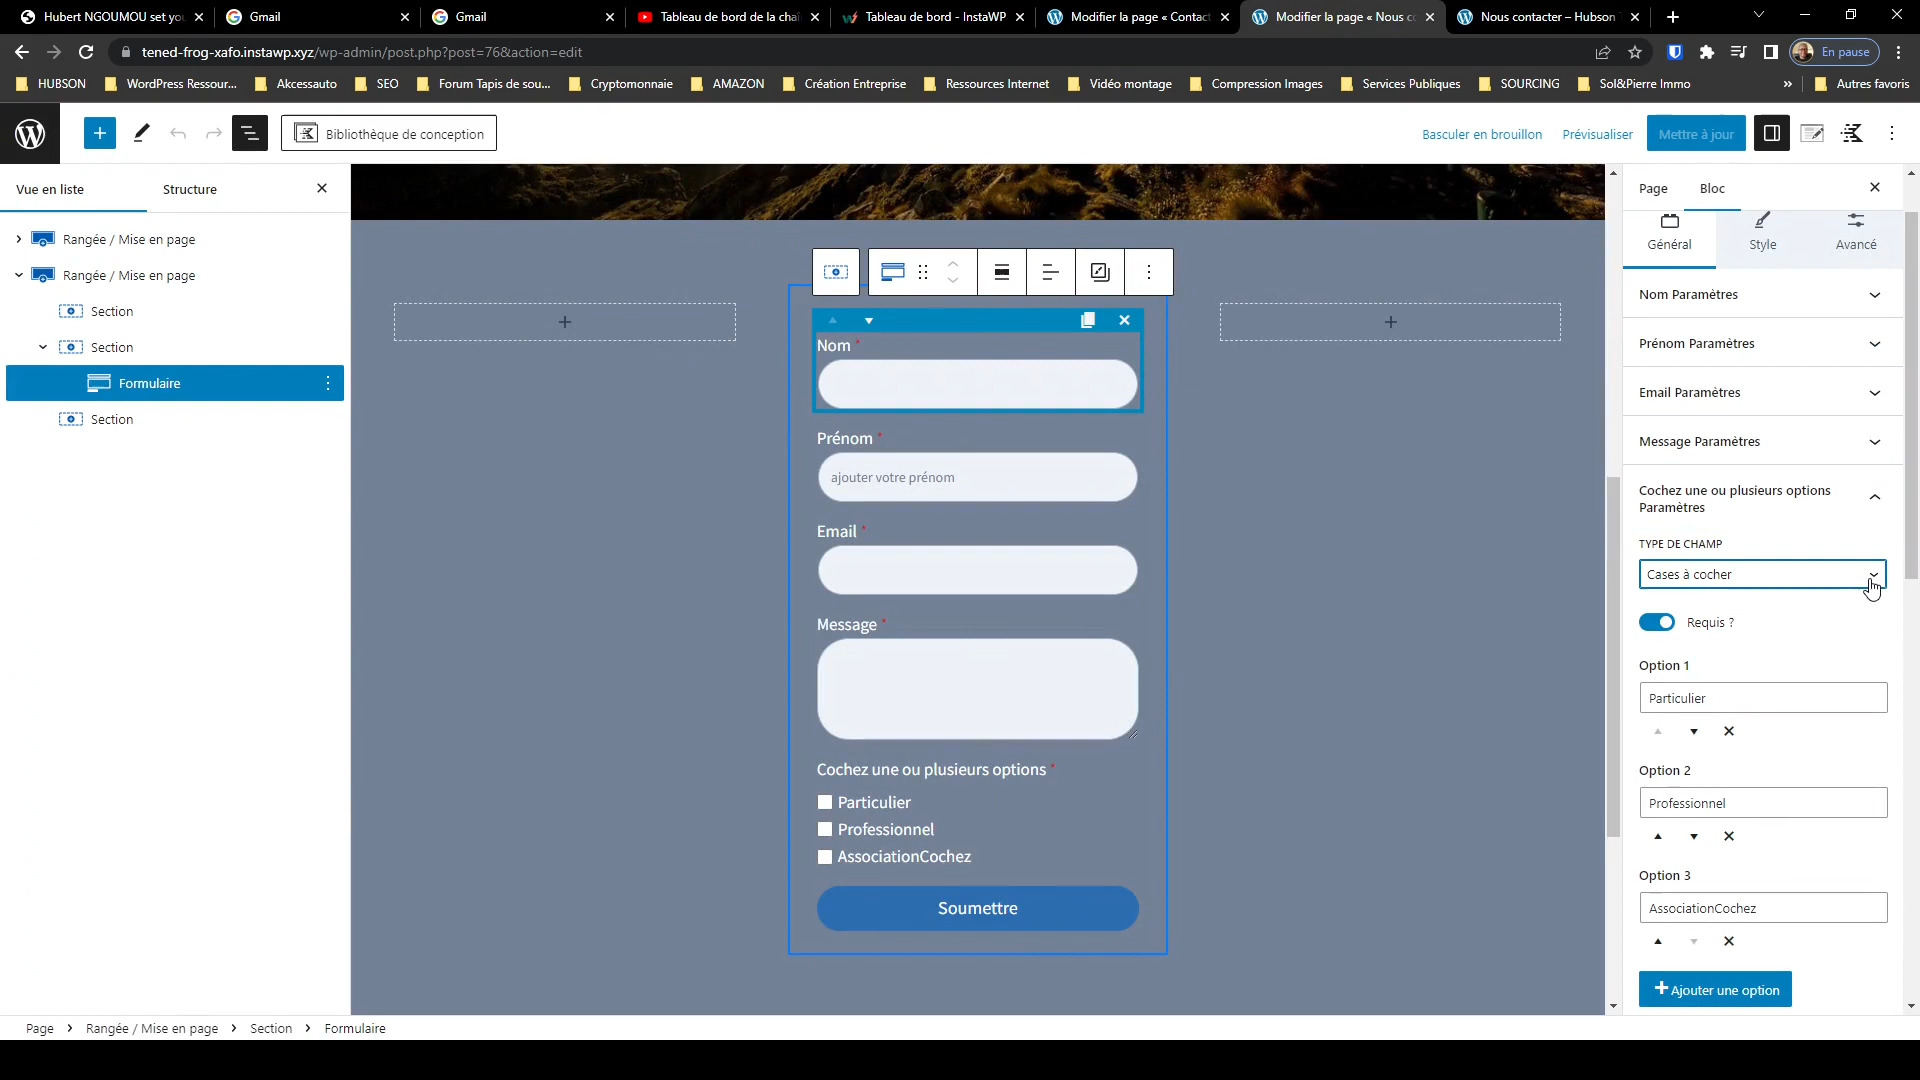 Hubert NGOUMOU set yo
Gmail
Gmail
Tableau de bord de la chaî
Tableau de bord - InstaWP
Modifier la page « Contac
Modifier la page « Nous c
Nous contacter – Hubson
tened-frog-xafo.instawp.xyz/wp-admin/post.php?post=76&action=edit
En pause
HUBSON
WordPress Ressour...
Akcessauto
SEO
Forum Tapis de sou...
Cryptomonnaie
AMAZON
Création Entreprise
Ressources Internet
Vidéo montage
Compression Images
Services Publiques
SOURCING
Sol&Pierre Immo
»
Autres favoris
Bibliothèque de conception
Basculer en brouillon
Prévisualiser
Mettre à jour
Vue en liste
Structure
Page
Bloc
Rangée / Mise en page
Rangée / Mise en page
Section
Section
Formulaire
Section
Nom *
Prénom *
ajouter votre prénom
Email *
Message *
Cochez une ou plusieurs options *
Particulier
Professionnel
AssociationCochez
Soumettre
Général
Style
Avancé
Nom Paramètres
Prénom Paramètres
Email Paramètres
Message Paramètres
Cochez une ou plusieurs options
Paramètres
TYPE DE CHAMP
Cases à cocher
Requis ?
Option 1
Particulier
Option 2
Professionnel
Option 3
AssociationCochez
Ajouter une option
Page > Rangée / Mise en page > Section > Formulaire